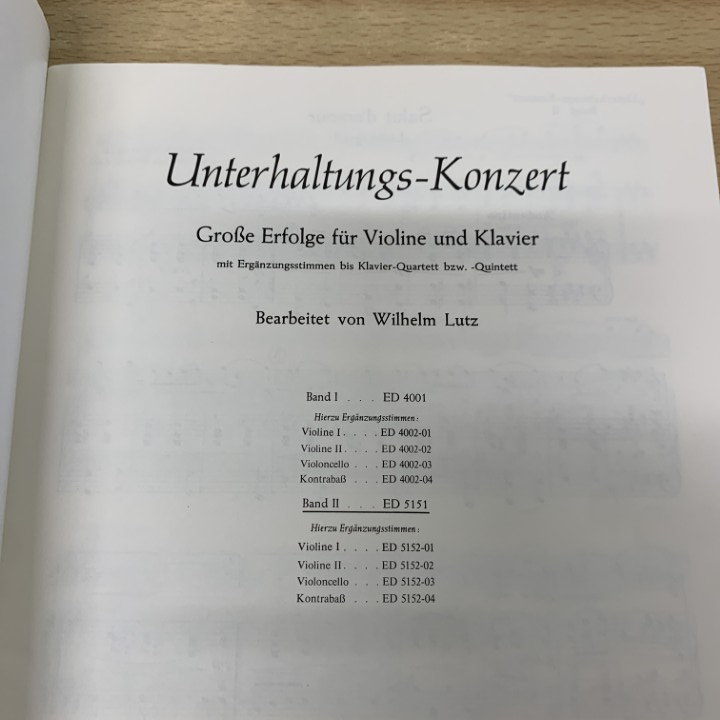 Unterhaltungs-Konzert
Große Erfolge für Violine und Klavier
mit Ergänzungsstimmen bis Klavier-Quartett bzw. -Quintett
Bearbeitet von Wilhelm Lutz
Band I . . . ED 4001
Hierzu Ergänzungsstimmen:
Violine I . . . . ED 4002-01
Violine II . . . . ED 4002-02
Violoncello . . . ED 4002-03
Kontrabaß . . . ED 4002-04
Band II . . . ED 5151
Hierzu Ergänzungsstimmen:
Violine I . . . . ED 5152-01
Violine II . . . . ED 5152-02
Violoncello . . . ED 5152-03
Kontrabaß . . . ED 5152-04